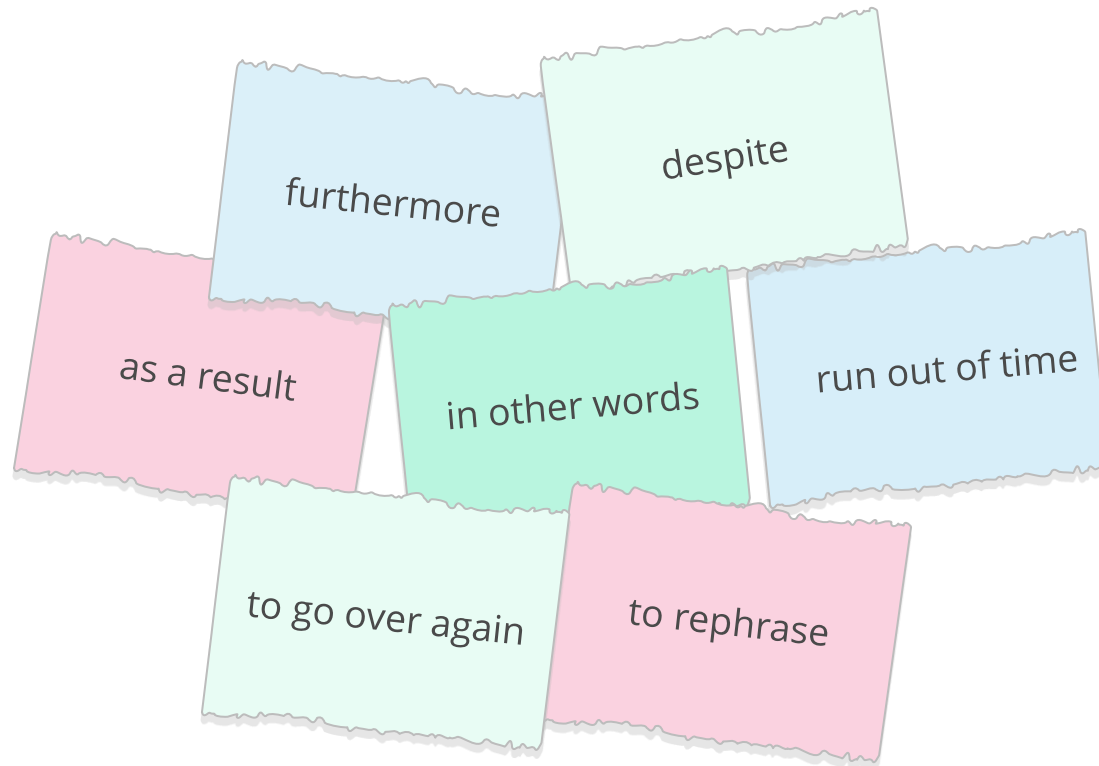 furthermore
despite
as a result
in other words
run out of time
to go over again
to rephrase